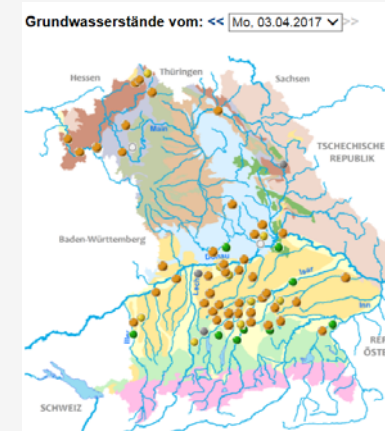 Grundwasserstände vom: << Mo, 03.04.2017 >>
Hessen
Thüringen
Sachsen
Main
TSCHECHISCHE
REPUBLIK
Baden-Württemberg
Donau
Isar
Inn
SCHWEIZ